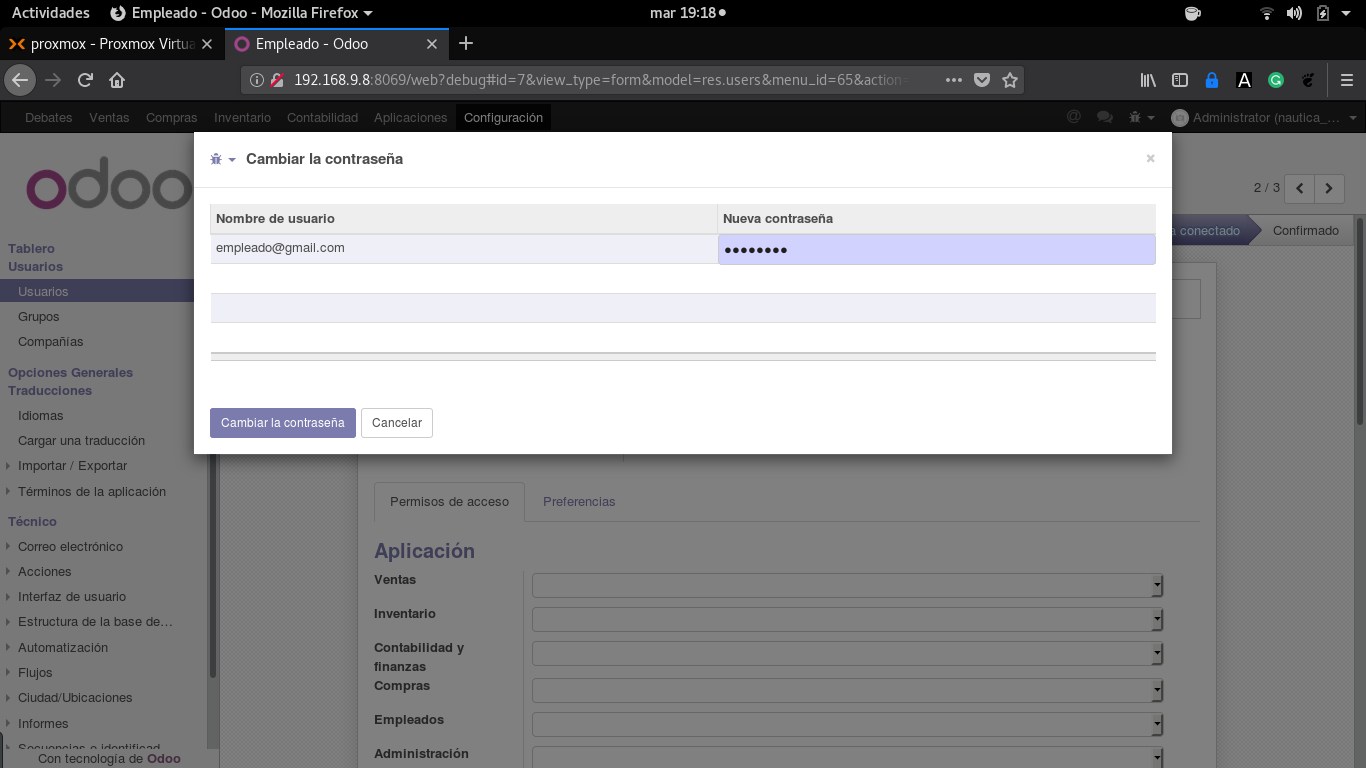 Actividades Empleado - Odoo - Mozilla Firefox mar 19:18
proxmox - Proxmox Virtua Empleado - Odoo
192.168.9.8:8069/web?debug#id=7&view_type=form&model=res.users&menu_id=65&action=
Debates Ventas Compras Inventario Contabilidad Aplicaciones Configuración Administrator (nautica_...
Cambiar la contraseña
odoo
2 / 3
Nombre de usuario Nueva contraseña
empleado@gmail.com ●●●●●●●●
a conectado Confirmado
Cambiar la contraseña Cancelar
Tablero
Usuarios
Usuarios
Grupos
Compañías
Opciones Generales
Traducciones
Idiomas
Cargar una traducción
Importar / Exportar
Términos de la aplicación
Técnico
Correo electrónico
Acciones
Interfaz de usuario
Estructura de la base de...
Automatización
Flujos
Ciudad/Ubicaciones
Informes
Secuencias e identificad
Con tecnología de Odoo
Permisos de acceso Preferencias
Aplicación
Ventas
Inventario
Contabilidad y
finanzas
Compras
Empleados
Administración